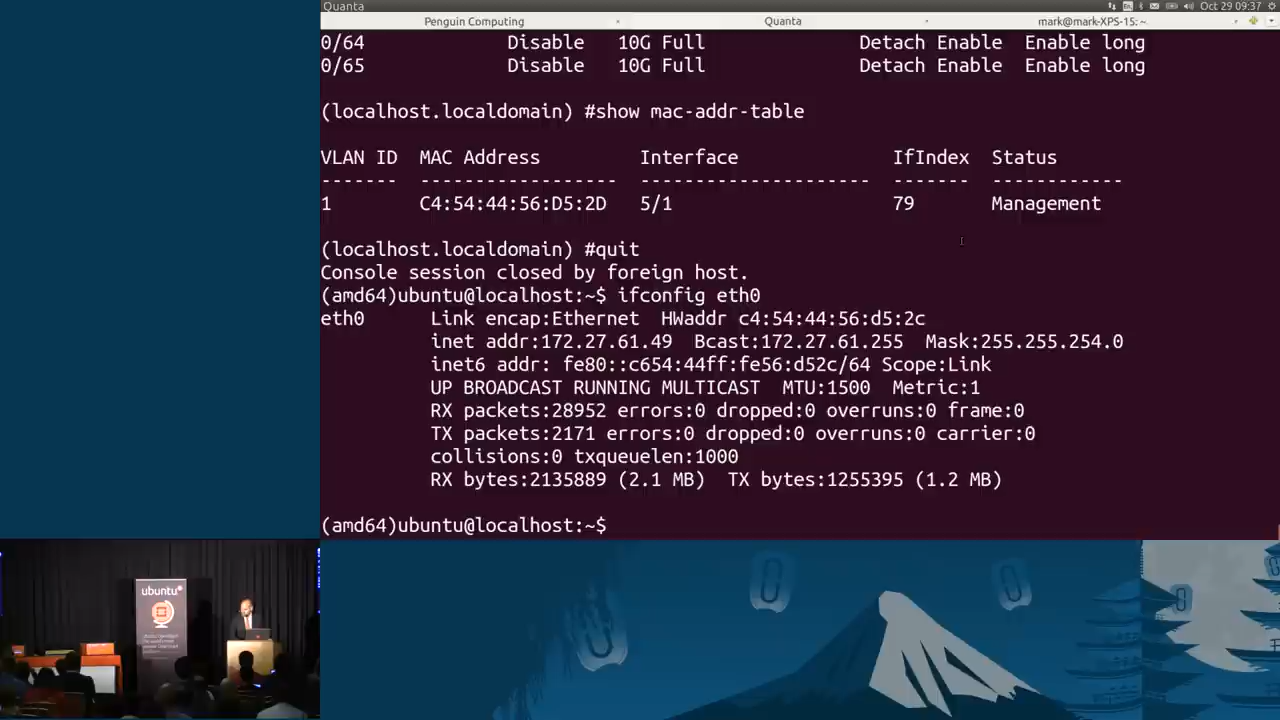 Quanta
Oct 29 09:37
Penguin Computing
Quanta
mark@mark-XPS-15: ~
0/64 Disable 10G Full Detach Enable Enable long
0/65 Disable 10G Full Detach Enable Enable long
(localhost.localdomain) #show mac-addr-table
VLAN ID MAC Address Interface IfIndex Status
------- ------------------ --------------------- ------- ------------
1 C4:54:44:56:D5:2D 5/1 79 Management
(localhost.localdomain) #quit
Console session closed by foreign host.
(amd64)ubuntu@localhost:~$ ifconfig eth0
eth0 Link encap:Ethernet HWaddr c4:54:44:56:d5:2c
inet addr:172.27.61.49 Bcast:172.27.61.255 Mask:255.255.254.0
inet6 addr: fe80::c654:44ff:fe56:d52c/64 Scope:Link
UP BROADCAST RUNNING MULTICAST MTU:1500 Metric:1
RX packets:28952 errors:0 dropped:0 overruns:0 frame:0
TX packets:2171 errors:0 dropped:0 overruns:0 carrier:0
collisions:0 txqueuelen:1000
RX bytes:2135889 (2.1 MB) TX bytes:1255395 (1.2 MB)
(amd64)ubuntu@localhost:~$
ubuntu